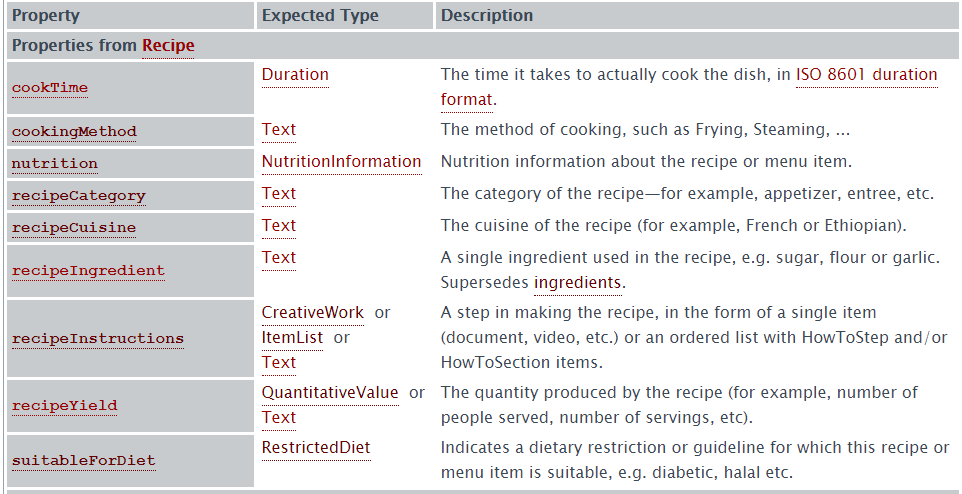 Property Expected Type Description
Properties from Recipe
cookTime Duration The time it takes to actually cook the dish, in ISO 8601 duration
format.
cookingMethod Text The method of cooking, such as Frying, Steaming, ...
nutrition NutritionInformation Nutrition information about the recipe or menu item.
recipeCategory Text The category of the recipe—for example, appetizer, entree, etc.
recipeCuisine Text The cuisine of the recipe (for example, French or Ethiopian).
recipeIngredient Text A single ingredient used in the recipe, e.g. sugar, flour or garlic.
Supersedes ingredients.
recipeInstructions CreativeWork or A step in making the recipe, in the form of a single item
ItemList or (document, video, etc.) or an ordered list with HowToStep and/or
Text HowToSection items.
recipeYield QuantitativeValue or The quantity produced by the recipe (for example, number of
Text people served, number of servings, etc).
suitableForDiet RestrictedDiet Indicates a dietary restriction or guideline for which this recipe or
menu item is suitable, e.g. diabetic, halal etc.